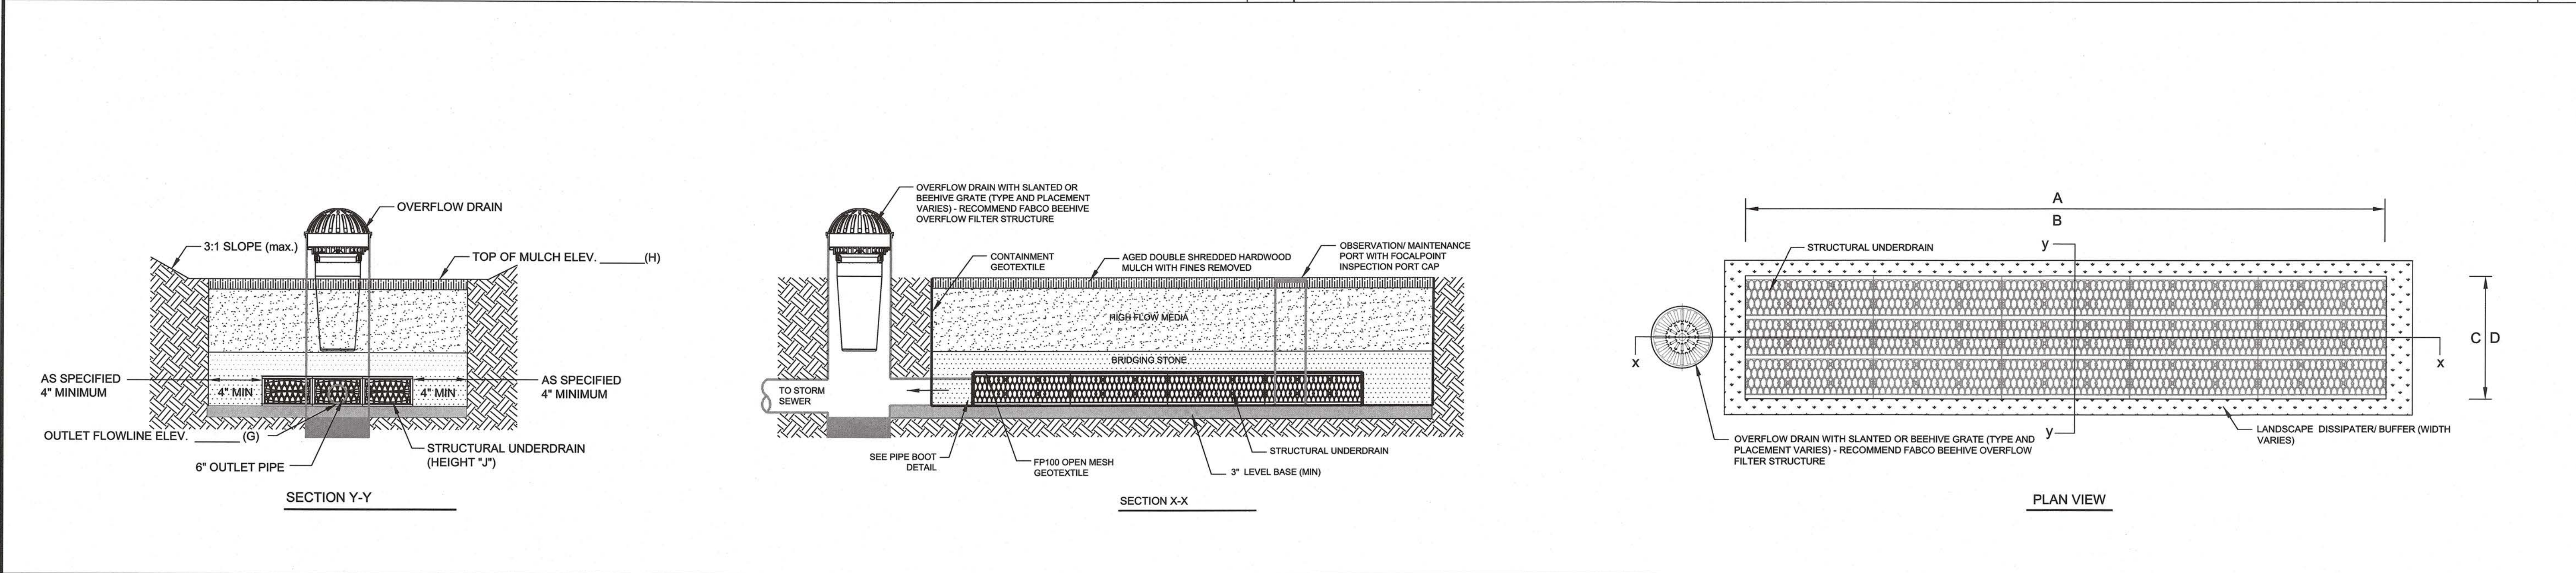 OVERFLOW DRAIN
3:1 SLOPE (max.)
TOP OF MULCH ELEV. ______(H)
AS SPECIFIED
4" MINIMUM
4" MIN
4" MIN
AS SPECIFIED
4" MINIMUM
OUTLET FLOWLINE ELEV. ______ (G)
STRUCTURAL UNDERDRAIN
(HEIGHT "J")
6" OUTLET PIPE
SECTION Y-Y
OVERFLOW DRAIN WITH SLANTED OR
BEEHIVE GRATE (TYPE AND PLACEMENT
VARIES) - RECOMMEND FABCO BEEHIVE
OVERFLOW FILTER STRUCTURE
CONTAINMENT
GEOTEXTILE
AGED DOUBLE SHREDDED HARDWOOD
MULCH WITH FINES REMOVED
OBSERVATION/ MAINTENANCE
PORT WITH FOCALPOINT
INSPECTION PORT CAP
HIGH FLOW MEDIA
BRIDGING STONE
TO STORM
SEWER
SEE PIPE BOOT
DETAIL
FP100 OPEN MESH
GEOTEXTILE
STRUCTURAL UNDERDRAIN
3" LEVEL BASE (MIN)
SECTION X-X
A
B
STRUCTURAL UNDERDRAIN
y
x
x
C D
y
OVERFLOW DRAIN WITH SLANTED OR BEEHIVE GRATE (TYPE AND
PLACEMENT VARIES) - RECOMMEND FABCO BEEHIVE OVERFLOW
FILTER STRUCTURE
LANDSCAPE DISSIPATER/ BUFFER (WIDTH
VARIES)
PLAN VIEW